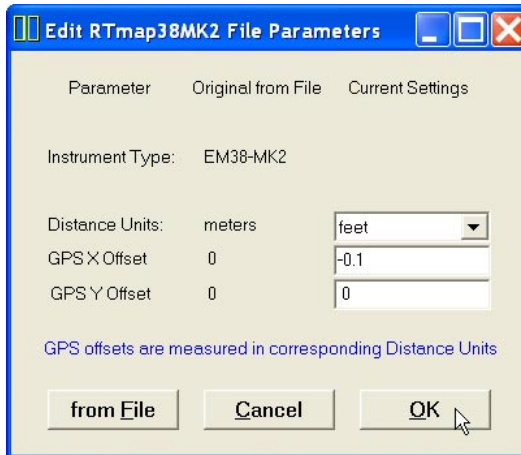 Edit RTmap38MK2 File Parameters
Parameter Original from File Current Settings
Instrument Type: EM38-MK2
Distance Units: meters feet
GPS X Offset 0 -0.1
GPS Y Offset 0 0
GPS offsets are measured in corresponding Distance Units
from File Cancel OK